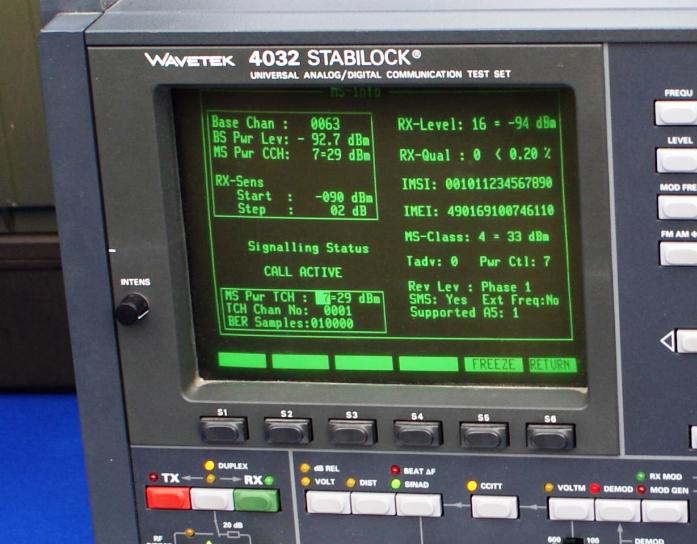 WAVETEK 4032 STABILOCK®
UNIVERSAL ANALOG/DIGITAL COMMUNICATION TEST SET
MS-Info
Base Chan : 0063
BS Pwr Lev: - 92.7 dBm
MS Pwr CCH: 7=29 dBm
RX-Sens
Start : -090 dBm
Step : 02 dB
Signalling Status
CALL ACTIVE
MS Pwr TCH : 7=29 dBm
TCH Chan No: 0001
BER Samples:010000
RX-Level: 16 = -94 dBm
RX-Qual : 0 < 0.20 %
IMSI: 001011234567890
IMEI: 490169100746110
MS-Class: 4 = 33 dBm
Tadv: 0 Pwr Ctl: 7
Rev Lev : Phase 1
SMS: Yes Ext Freq:No
Supported A5: 1
FREEZE RETURN
INTENS
S1 S2 S3 S4 S5 S6
FREQU
LEVEL
MOD FRE
FM AM
DUPLEX
TX RX
20 dB
RF
dB REL
VOLT DIST
BEAT ΔF
SINAD
CCITT
VOLTM DEMOD
RX MOD
MOD GEN
600 100
DEMOD